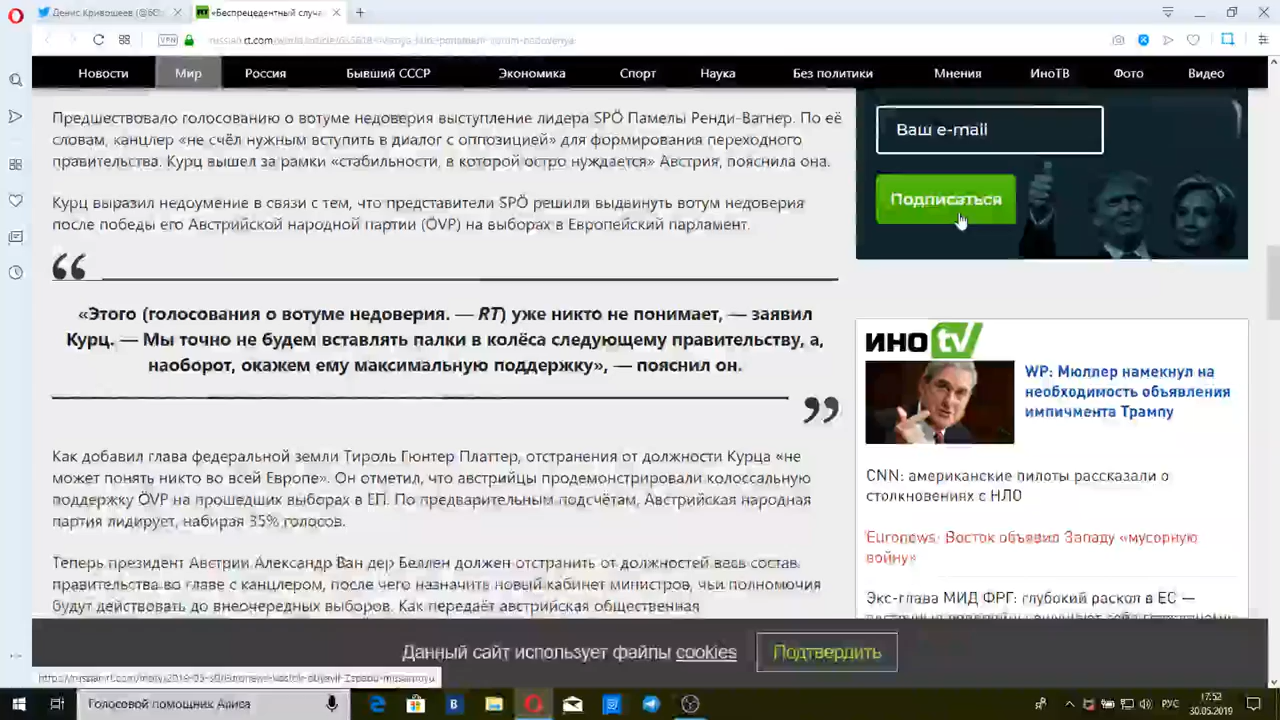 Денис Кривошеев (@60
«Беспрецедентный случа
VPN
Новости Мир Россия Бывший СССР Экономика Спорт Наука Без политики Мнения ИноТВ Фото Видео
Предшествовало голосованию о вотуме недоверия выступление лидера SPÖ Памелы Ренди-Вагнер. По её
словам, канцлер «не счёл нужным вступить в диалог с оппозицией» для формирования переходного
правительства. Курц вышел за рамки «стабильности, в которой остро нуждается» Австрия, пояснила она.
Курц выразил недоумение в связи с тем, что представители SPÖ решили выдвинуть вотум недоверия
после победы его Австрийской народной партии (ÖVP) на выборах в Европейский парламент.
«Этого (голосования о вотуме недоверия. — RT) уже никто не понимает, — заявил
Курц. — Мы точно не будем вставлять палки в колёса следующему правительству, а,
наоборот, окажем ему максимальную поддержку», — пояснил он.
Как добавил глава федеральной земли Тироль Гюнтер Платтер, отстранения от должности Курца «не
может понять никто во всей Европе». Он отметил, что австрийцы продемонстрировали колоссальную
поддержку ÖVP на прошедших выборах в ЕП. По предварительным подсчётам, Австрийская народная
партия лидирует, набирая 35% голосов.
Теперь президент Австрии Александр Ван дер Беллен должен отстранить от должностей весь состав
правительства во главе с канцлером, после чего назначить новый кабинет министров, чьи полномочия
будут действовать до внеочередных выборов. Как передаёт австрийская общественная
Ваш e-mail
Подписаться
ИНО tv
WP: Мюллер намекнул на
необходимость объявления
импичмента Трампу
CNN: американские пилоты рассказали о
столкновениях с НЛО
Euronews: Восток объявил Западу «мусорную
войну»
Экс-глава МИД ФРГ: глубокий раскол в ЕС —
Данный сайт использует файлы cookies Подтвердить
Голосовой помощник Алиса
РУС
17:52
30.05.2019